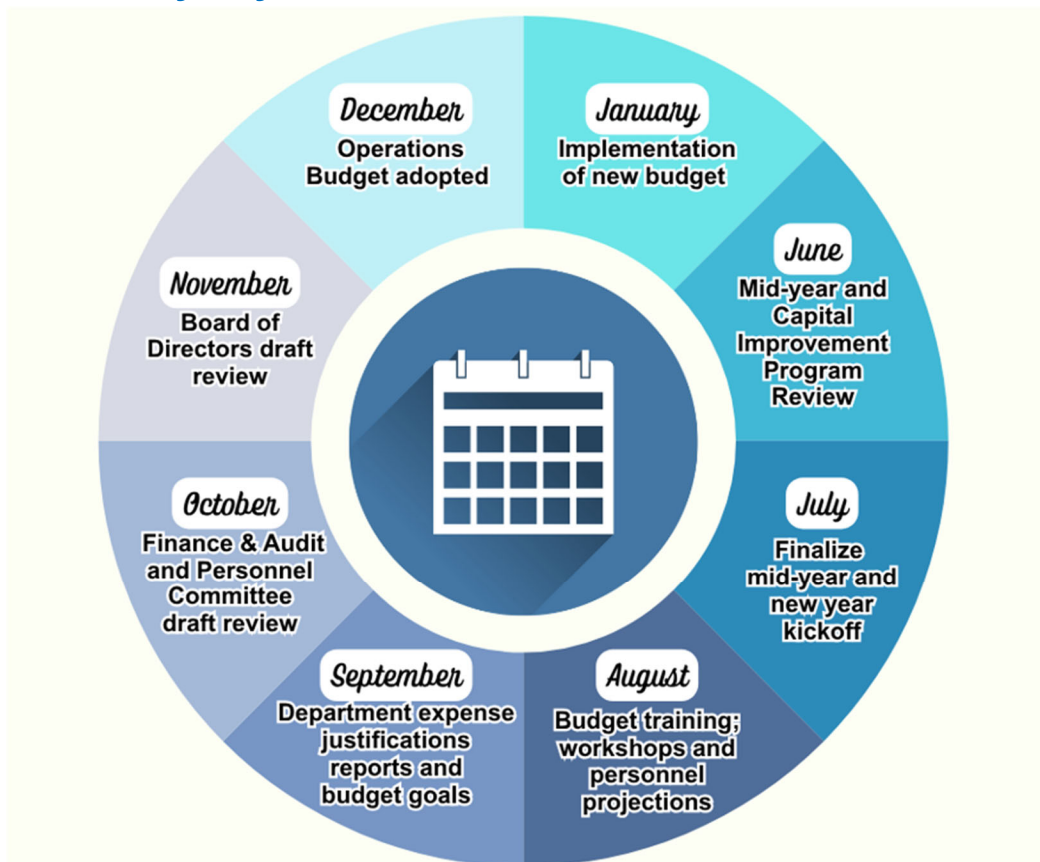 January
Implementation
of new budget
June
Mid-year and
Capital
Improvement
Program
Review
July
Finalize
mid-year and
new year
kickoff
August
Budget training;
workshops and
personnel
projections
September
Department expense
justifications
reports and
budget goals
October
Finance & Audit
and Personnel
Committee
draft review
November
Board of
Directors draft
review
December
Operations
Budget adopted